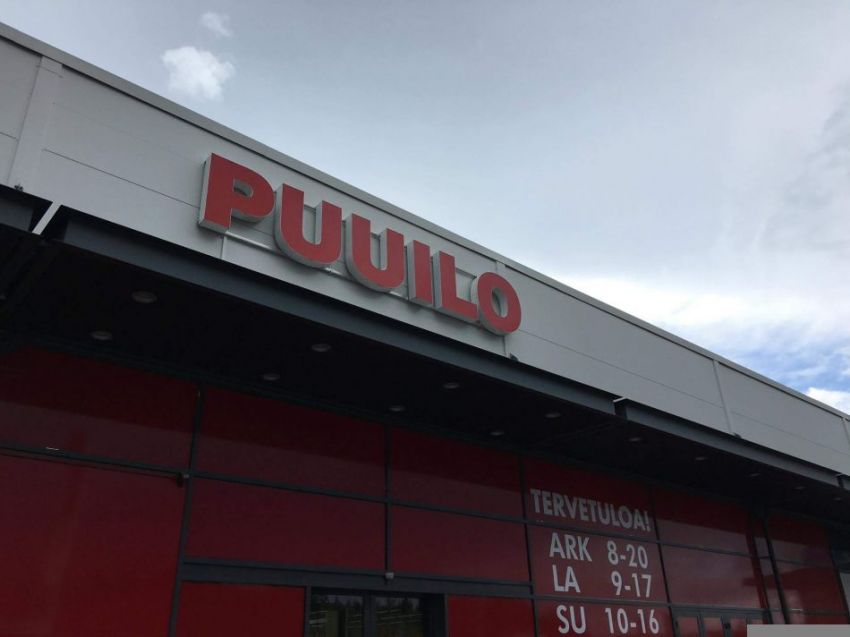 PUUILO
TERVETULOA!
ARK 8-20
LA 9-17
SU 10-16